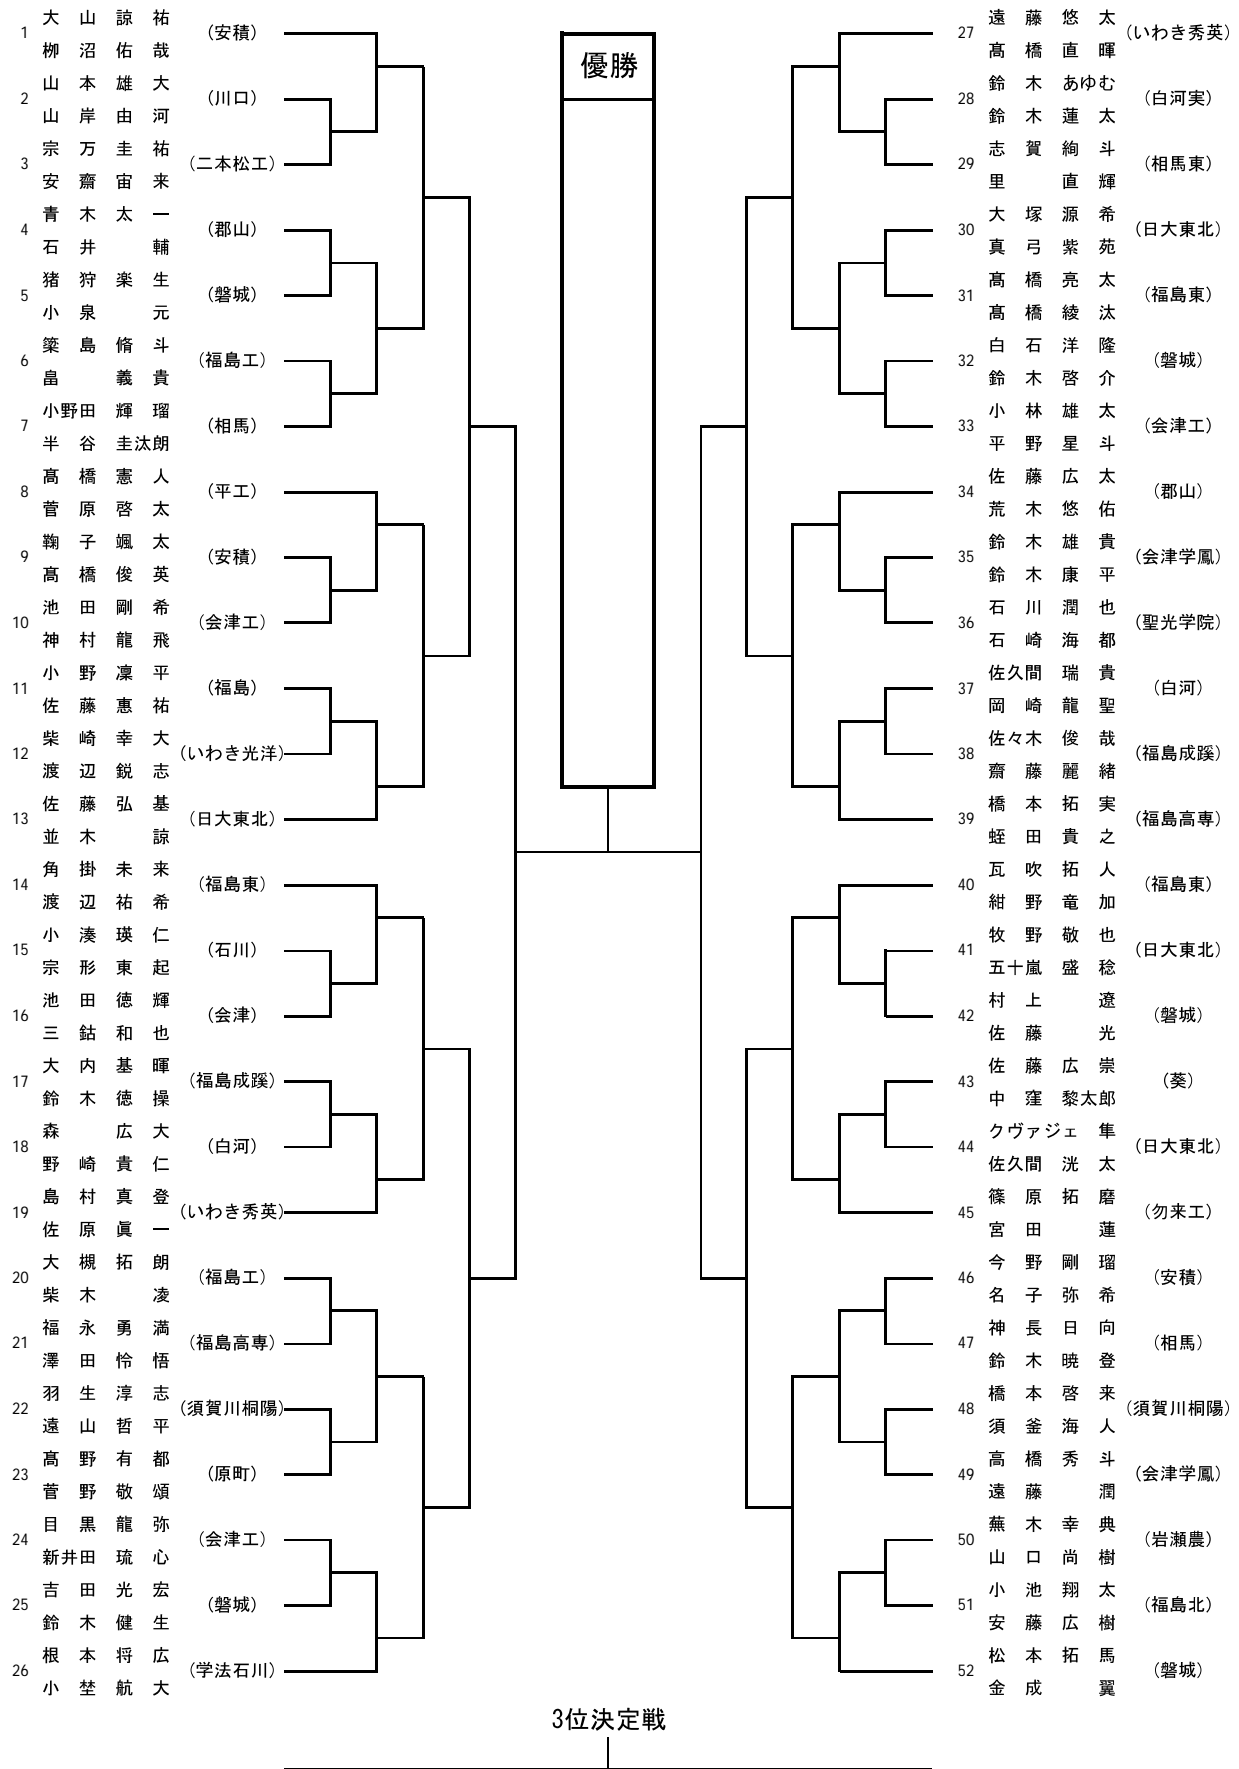 優勝
1 大山諒祐 (安積)
栁沼佑哉
2 山本雄大 (川口)
山岸由河
3 宗万圭祐 (二本松工)
安齋宙来
4 青木太一 (郡山)
石井輔
5 猪狩楽生 (磐城)
小泉元
6 簗島脩斗 (福島工)
畠義貴
7 小野田輝瑠 (相馬)
半谷圭汰朗
8 髙橋憲人 (平工)
菅原啓太
9 鞠子颯太 (安積)
髙橋俊英
10 池田剛希 (会津工)
神村龍飛
11 小野凜平 (福島)
佐藤惠祐
12 柴崎幸大 (いわき光洋)
渡辺鋭志
13 佐藤弘基 (日大東北)
並木諒
14 角掛未来 (福島東)
渡辺祐希
15 小湊瑛仁 (石川)
宗形東起
16 池田徳輝 (会津)
三鈷和也
17 大内基暉 (福島成蹊)
鈴木徳操
18 森広大 (白河)
野崎貴仁
19 島村真登 (いわき秀英)
佐原眞一
20 大槻拓朗 (福島工)
柴木凌
21 福永勇満 (福島高専)
澤田怜悟
22 羽生淳志 (須賀川桐陽)
遠山哲平
23 髙野有都 (原町)
菅野敬頌
24 目黒龍弥 (会津工)
新井田琉心
25 吉田光宏 (磐城)
鈴木健生
26 根本将広 (学法石川)
小埜航大
27 遠藤悠太 (いわき秀英)
髙橋直暉
28 鈴木あゆむ (白河実)
鈴木蓮太
29 志賀絢斗 (相馬東)
里直輝
30 大塚源希 (日大東北)
真弓紫苑
31 髙橋亮太 (福島東)
髙橋綾汰
32 白石洋隆 (磐城)
鈴木啓介
33 小林雄太 (会津工)
平野星斗
34 佐藤広太 (郡山)
荒木悠佑
35 鈴木雄貴 (会津学鳳)
鈴木康平
36 石川潤也 (聖光学院)
石崎海都
37 佐久間瑞貴 (白河)
岡崎龍聖
38 佐々木俊哉 (福島成蹊)
齋藤麗緒
39 橋本拓実 (福島高専)
蛭田貴之
40 瓦吹拓人 (福島東)
紺野竜加
41 牧野敬也 (日大東北)
五十嵐盛稔
42 村上遼 (磐城)
佐藤光
43 佐藤広崇 (葵)
中窪黎太郎
44 クヴァジェ隼 (日大東北)
佐久間洸太
45 篠原拓磨 (勿来工)
宮田蓮
46 今野剛瑠 (安積)
名子弥希
47 神長日向 (相馬)
鈴木暁登
48 橋本啓来 (須賀川桐陽)
須釜海人
49 高橋秀斗 (会津学鳳)
遠藤潤
50 蕪木幸典 (岩瀬農)
山口尚樹
51 小池翔太 (福島北)
安藤広樹
52 松本拓馬 (磐城)
金成翼
3位決定戦